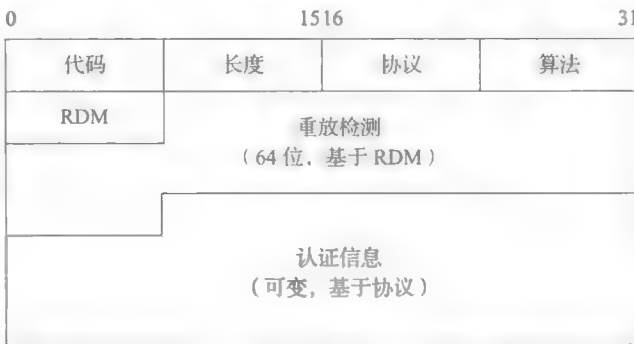 0 1516 31
代码 长度 协议 算法
RDM
重放检测
（64 位，基于 RDM）
认证信息
（可变，基于协议）